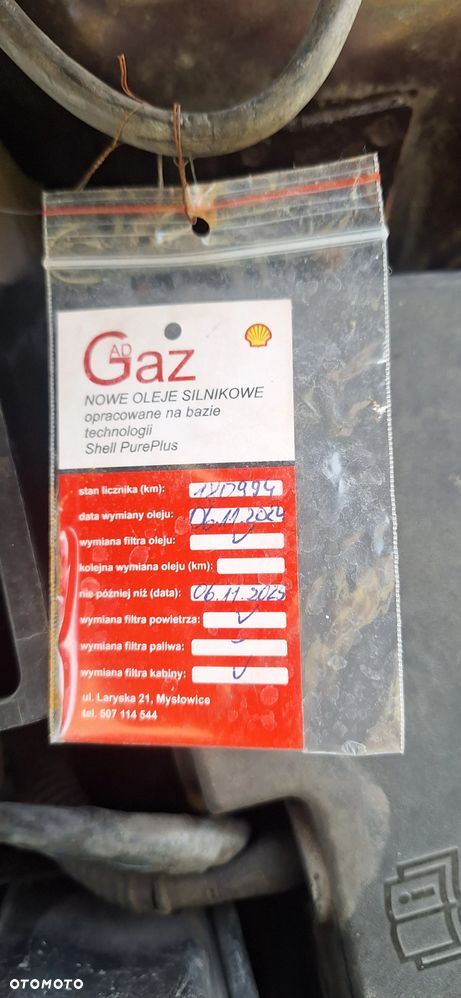 GAD
Gaz
NOWE OLEJE SILNIKOWE
opracowane na bazie
technologii
Shell PurePlus
stan licznika (km):
data wymiany oleju: 06.11.2024
wymiana filtra oleju: ✓
kolejna wymiana oleju (km):
nie później niż (data): 06.11.2025
wymiana filtra powietrza: ✓
wymiana filtra paliwa: –
wymiana filtra kabiny: ✓
ul. Laryska 21, Mysłowice
tel. 507 114 544
OTOMOTO